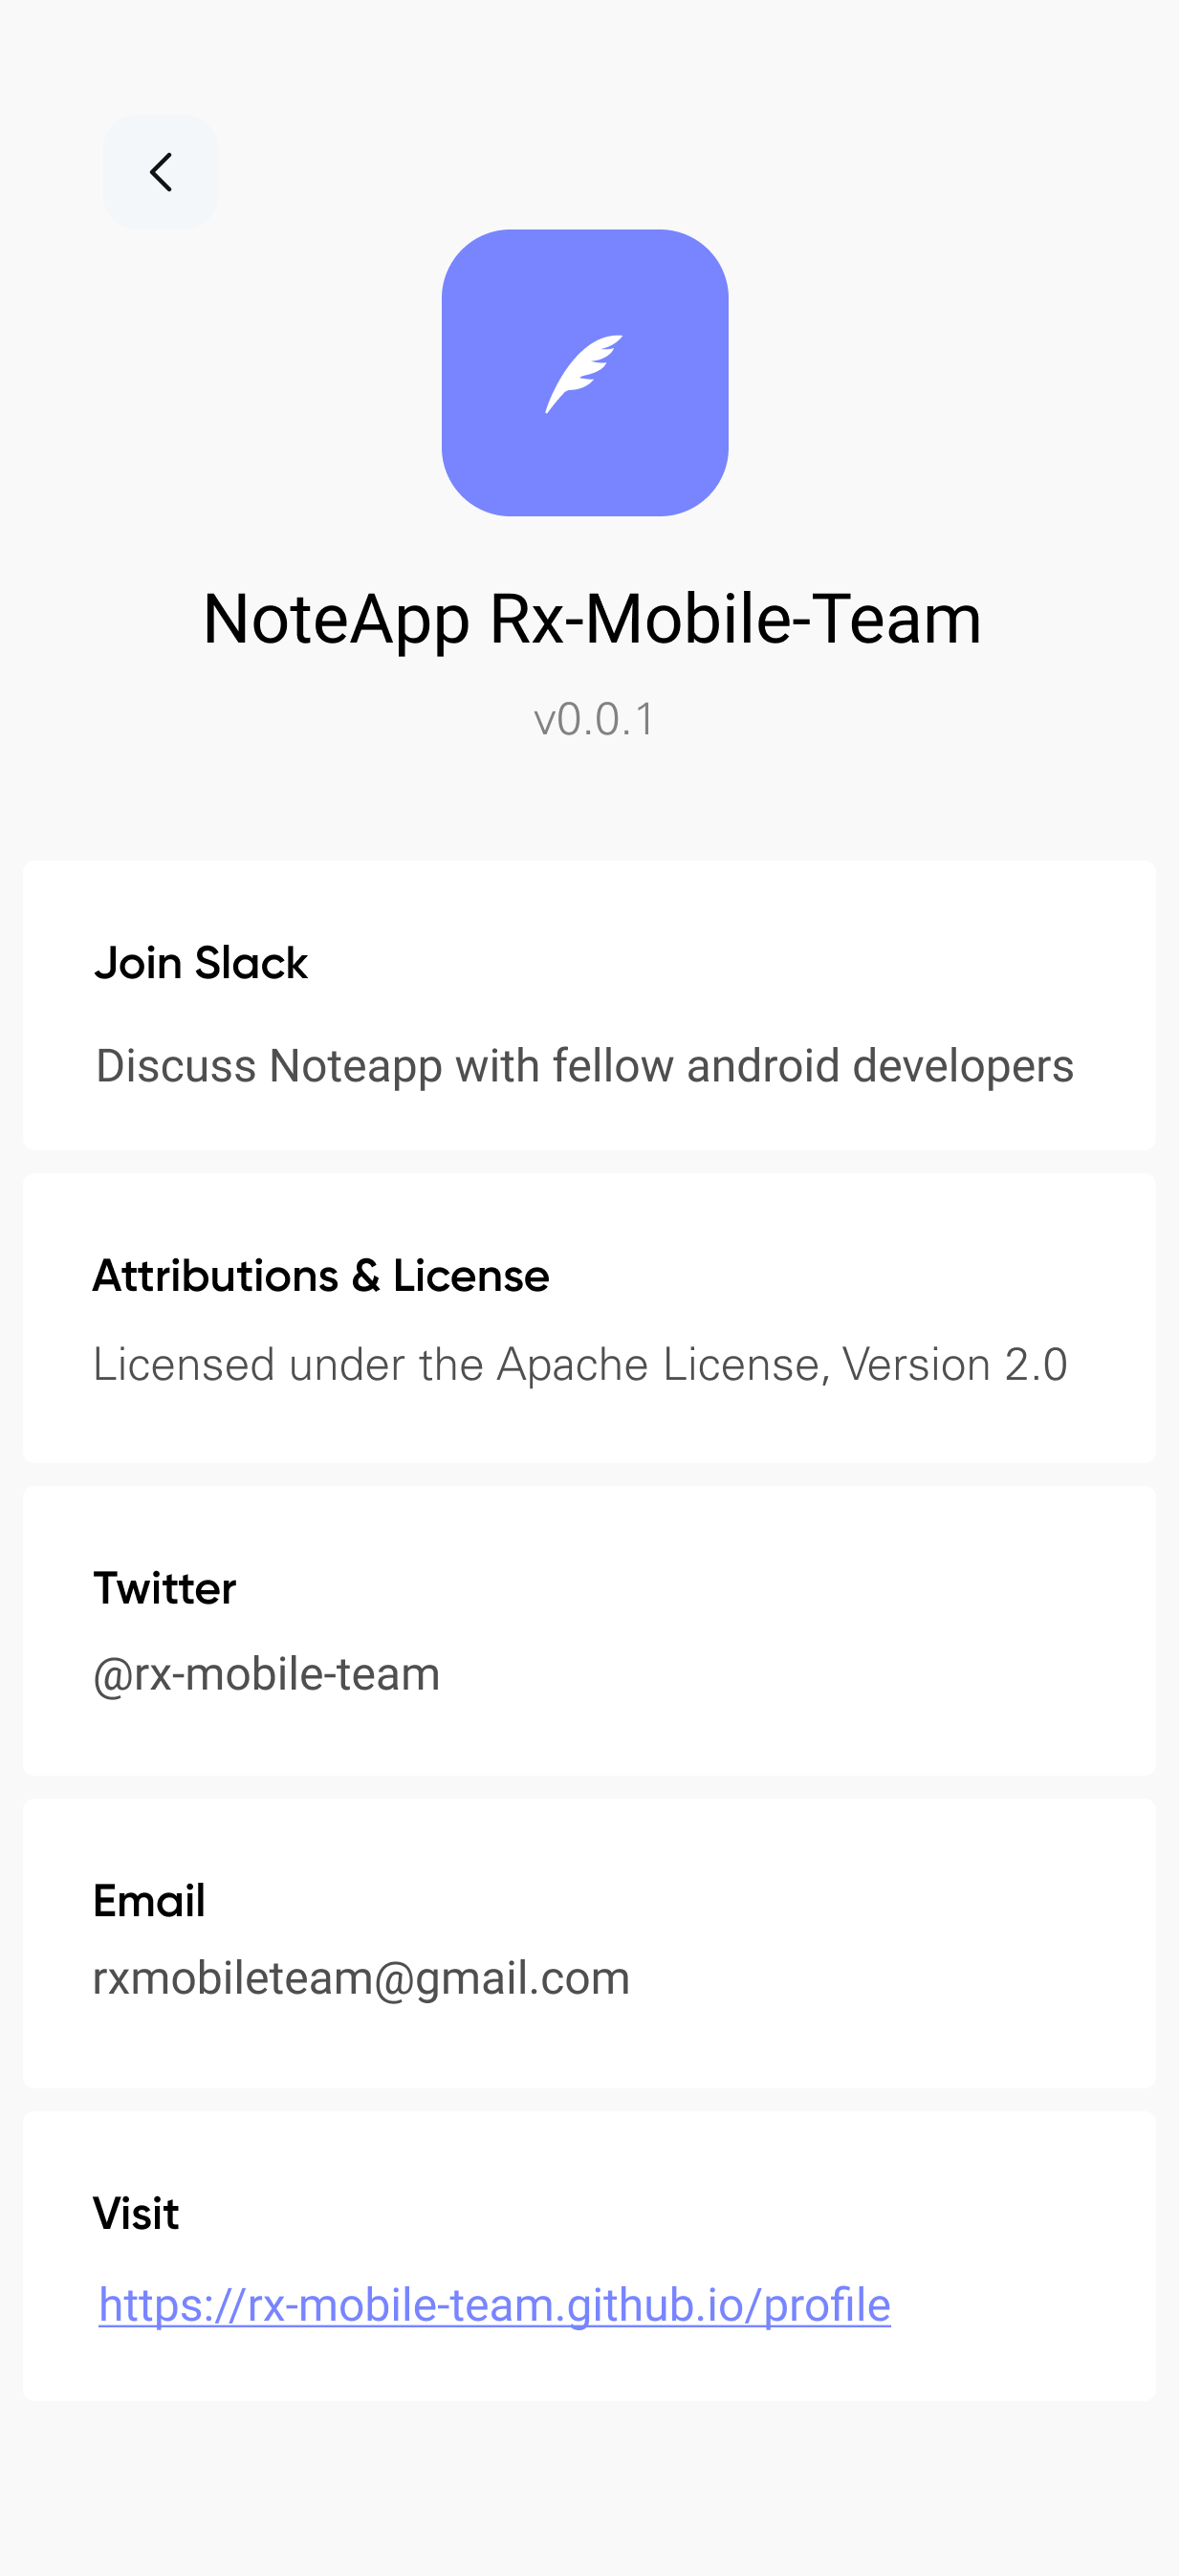 NoteApp Rx-Mobile-Team
v0.0.1
Join Slack
Discuss Noteapp with fellow android developers
Attributions & License
Licensed under the Apache License, Version 2.0
Twitter
@rx-mobile-team
Email
rxmobileteam@gmail.com
Visit
https://rx-mobile-team.github.io/profile